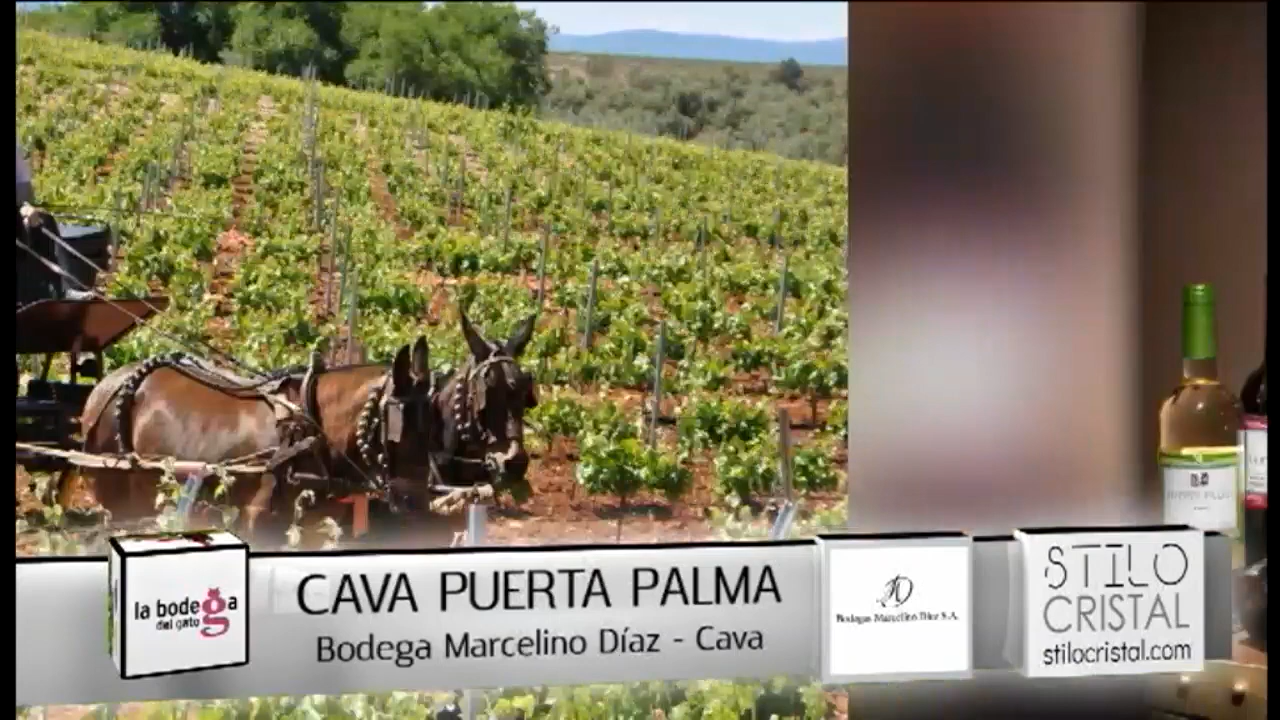 la bodega
del gato
CAVA PUERTA PALMA
Bodega Marcelino Díaz - Cava
Bodegas Marcelino Díaz S.A.
STILO
CRISTAL
stilocristal.com